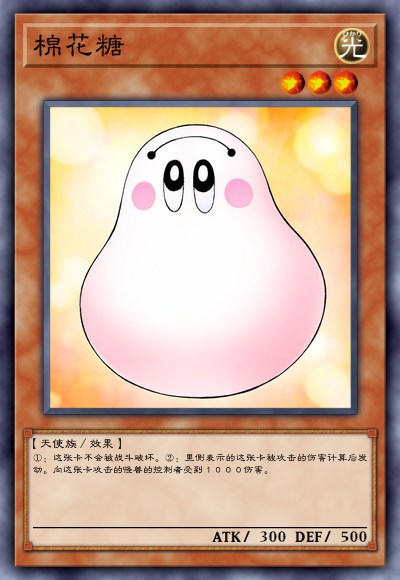 棉花糖
光
【天使族／效果】
①：这张卡不会被战斗破坏。②：里侧表示的这张卡被攻击的伤害计算后发
动。向这张卡攻击的怪兽的控制者受到１０００伤害。
ATK/ 300 DEF/ 500